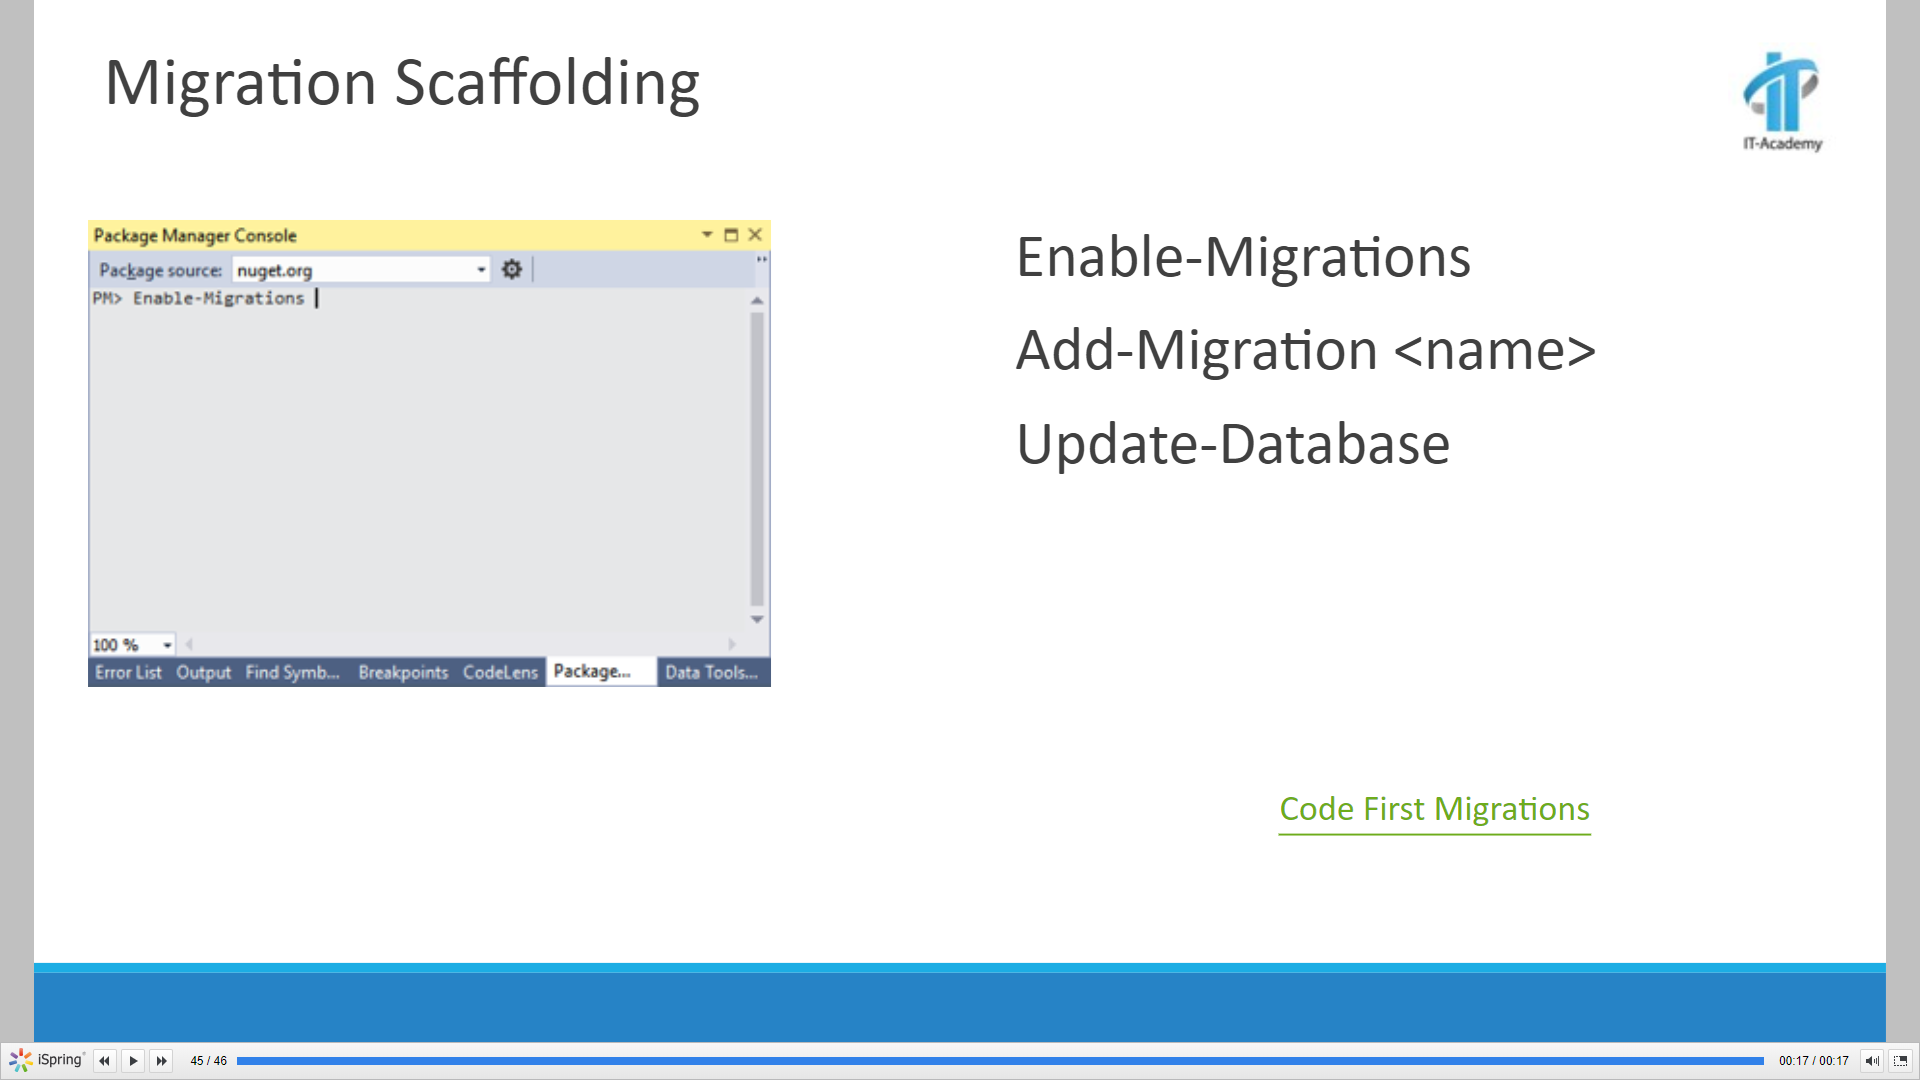 Migration Scaffolding
IT-Academy
Package Manager Console
Package source: nuget.org
PM> Enable-Migrations
100 %
Error List Output Find Symb... Breakpoints CodeLens Package... Data Tools...
Enable-Migrations
Add-Migration <name>
Update-Database
Code First Migrations
iSpring 45 / 46 00:17 / 00:17